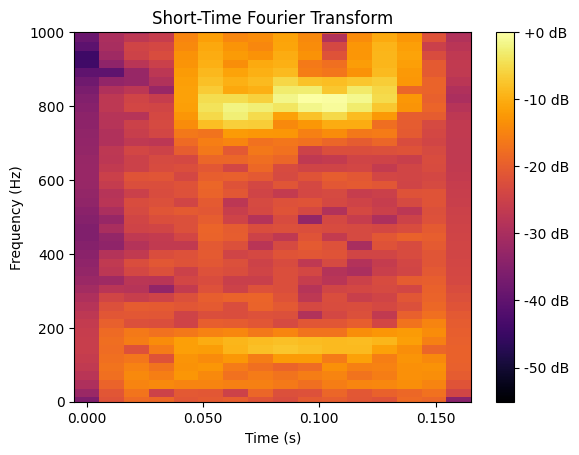 Short-Time Fourier Transform
1000
800
600
400
200
0
Frequency (Hz)
0.000
0.050
0.100
0.150
Time (s)
+0 dB
-10 dB
-20 dB
-30 dB
-40 dB
-50 dB